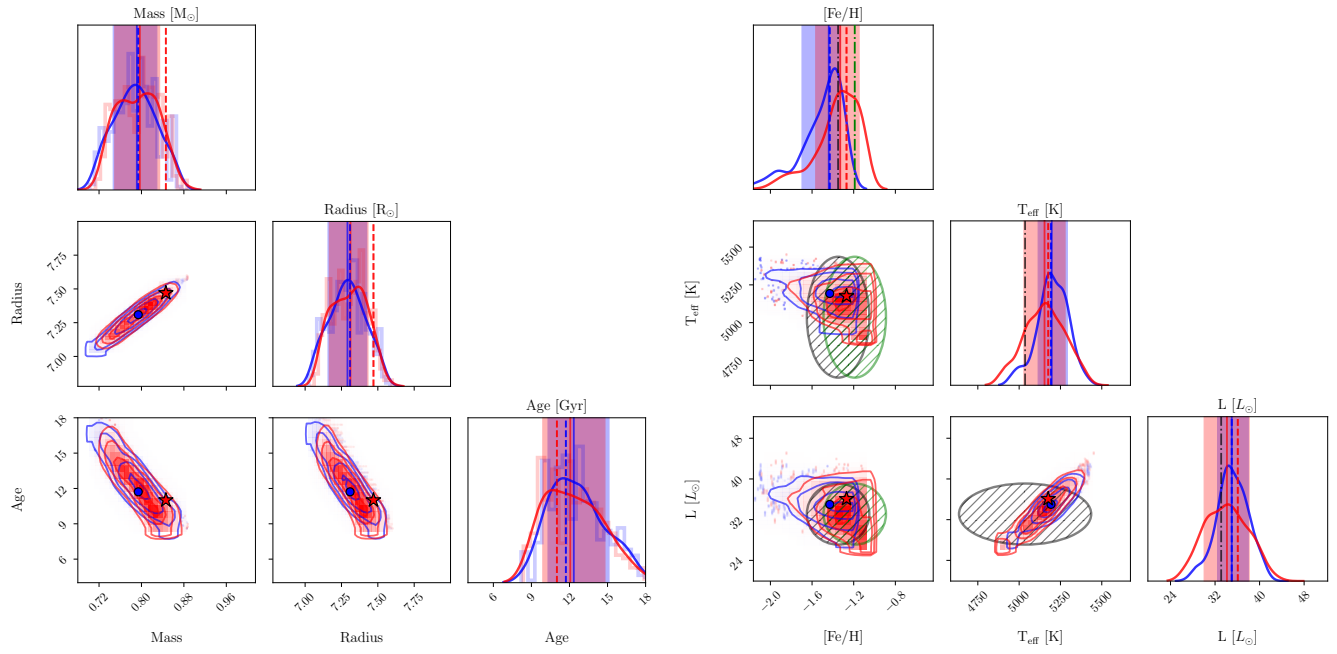 Mass [M⊙]
[Fe/H]
Radius [R⊙]
T_eff [K]
Radius
7.75
7.50
7.25
7.00
T_eff [K]
5500
5250
5000
4750
Age [Gyr]
L [L⊙]
Age
18
15
12
9
6
L [L⊙]
48
40
32
24
0.72 0.80 0.88 0.96
7.00 7.25 7.50 7.75
6 9 12 15 18
−2.0 −1.6 −1.2 −0.8
4750 5000 5250 5500
24 32 40 48
Mass Radius Age
[Fe/H] T_eff [K] L [L⊙]